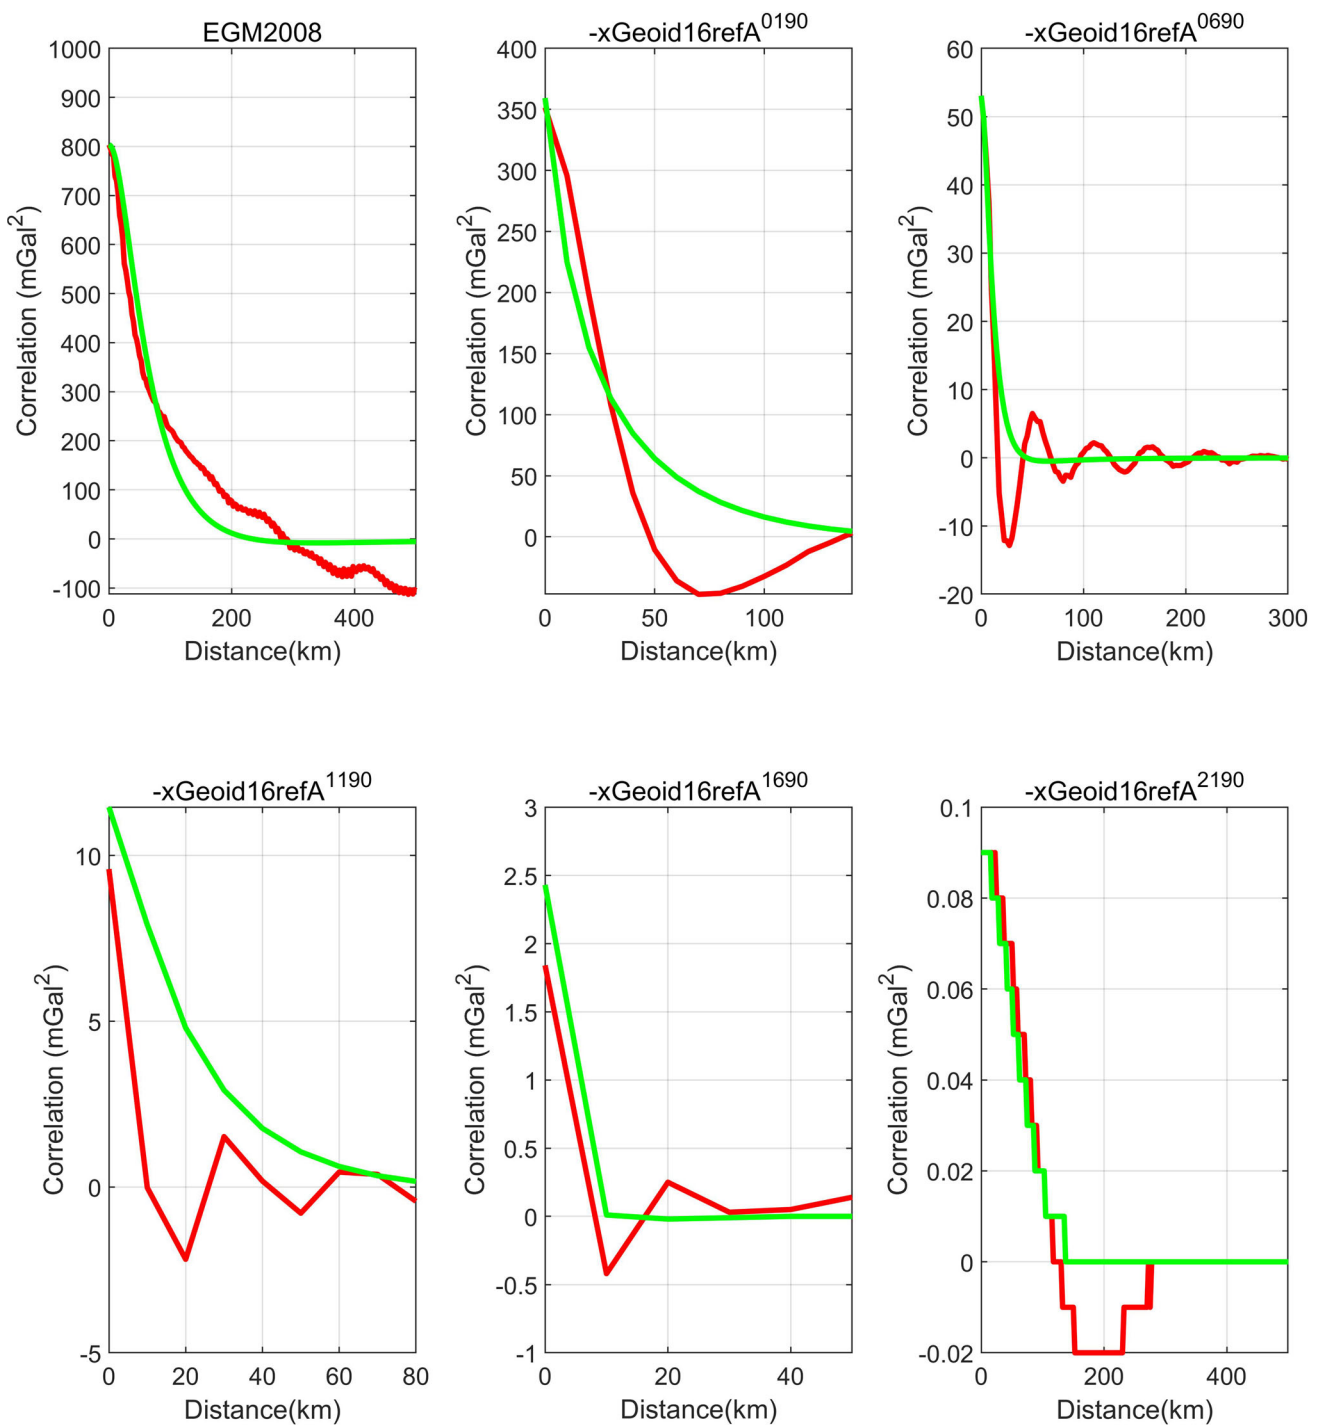 EGM2008
1000
900
800
700
600
500
400
300
200
100
0
-100
0 200 400
Correlation (mGal²)
Distance(km)
-xGeoid16refA⁰¹⁹⁰
400
350
300
250
200
150
100
50
0
0 50 100
Correlation (mGal²)
Distance(km)
-xGeoid16refA⁰⁶⁹⁰
60
50
40
30
20
10
0
-10
-20
0 100 200 300
Correlation (mGal²)
Distance(km)
-xGeoid16refA¹¹⁹⁰
10
5
0
-5
0 20 40 60 80
Correlation (mGal²)
Distance(km)
-xGeoid16refA¹⁶⁹⁰
3
2.5
2
1.5
1
0.5
0
-0.5
-1
0 20 40
Correlation (mGal²)
Distance(km)
-xGeoid16refA²¹⁹⁰
0.1
0.08
0.06
0.04
0.02
0
-0.02
0 200 400
Correlation (mGal²)
Distance(km)